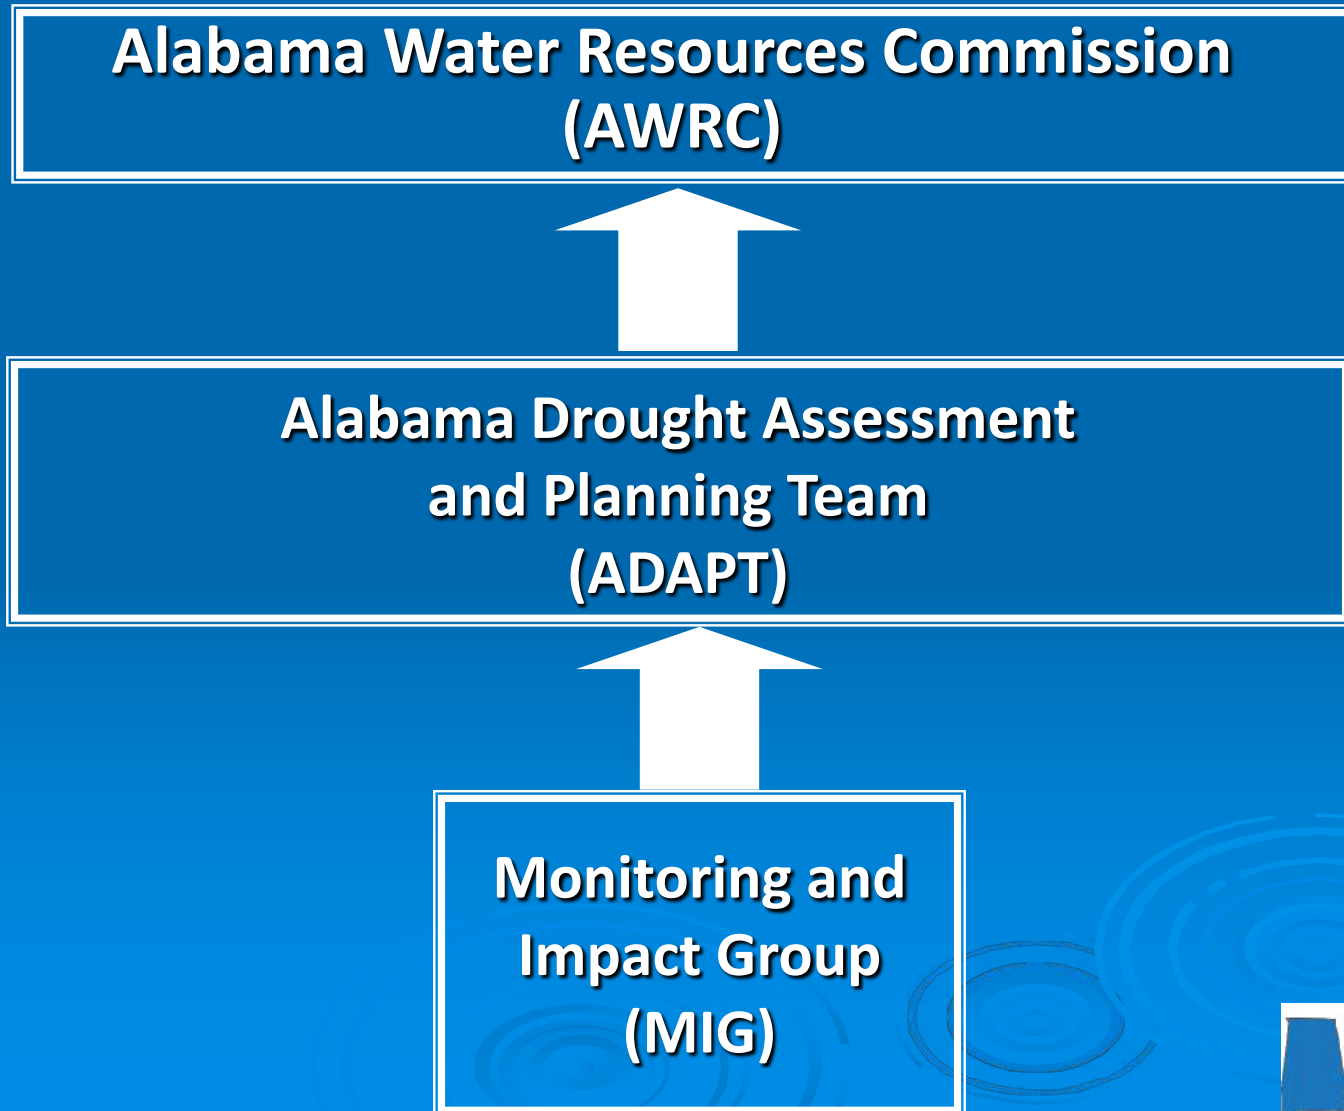 Alabama Water Resources Commission
(AWRC)
Alabama Drought Assessment
and Planning Team
(ADAPT)
Monitoring and
Impact Group
(MIG)